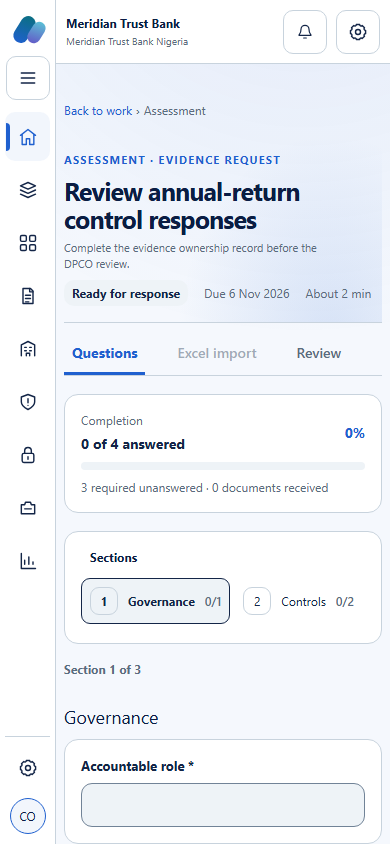 Meridian Trust Bank
Meridian Trust Bank Nigeria
Back to work › Assessment
ASSESSMENT · EVIDENCE REQUEST
Review annual-return
control responses
Complete the evidence ownership record before the
DPCO review.
Ready for response Due 6 Nov 2026 About 2 min
Questions Excel import Review
Completion
0 of 4 answered
0%
3 required unanswered · 0 documents received
Sections
1 Governance 0/1 2 Controls 0/2
Section 1 of 3
Governance
Accountable role *
CO